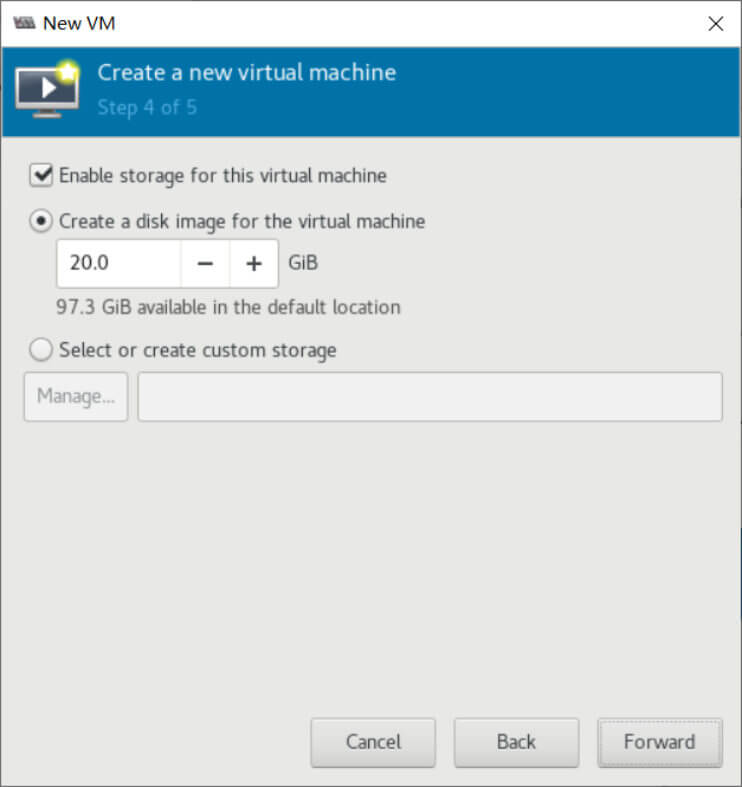 New VM
Create a new virtual machine
Step 4 of 5
Enable storage for this virtual machine
Create a disk image for the virtual machine
20.0 − + GiB
97.3 GiB available in the default location
Select or create custom storage
Manage...
Cancel Back Forward